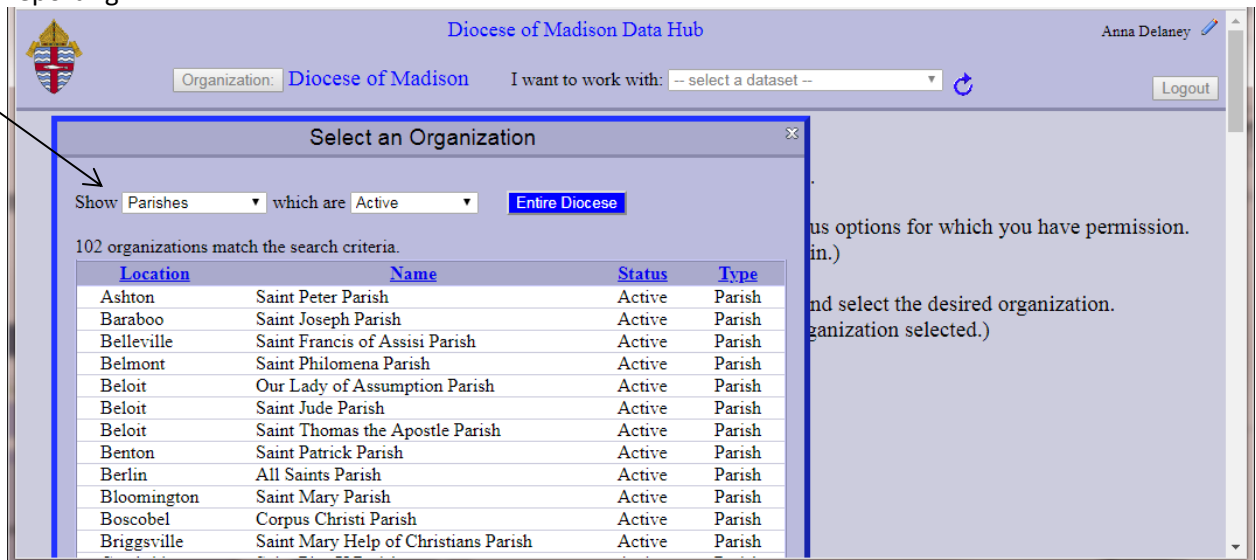 Diocese of Madison Data Hub
Anna Delaney
Organization: Diocese of Madison I want to work with: -- select a dataset --
Logout
Select an Organization
Show Parishes which are Active Entire Diocese
us options for which you have permission.
102 organizations match the search criteria.
in.)
Location Name Status Type
Ashton Saint Peter Parish Active Parish
nd select the desired organization.
Baraboo Saint Joseph Parish Active Parish
ganization selected.)
Belleville Saint Francis of Assisi Parish Active Parish
Belmont Saint Philomena Parish Active Parish
Beloit Our Lady of Assumption Parish Active Parish
Beloit Saint Jude Parish Active Parish
Beloit Saint Thomas the Apostle Parish Active Parish
Benton Saint Patrick Parish Active Parish
Berlin All Saints Parish Active Parish
Bloomington Saint Mary Parish Active Parish
Boscobel Corpus Christi Parish Active Parish
Briggsville Saint Mary Help of Christians Parish Active Parish